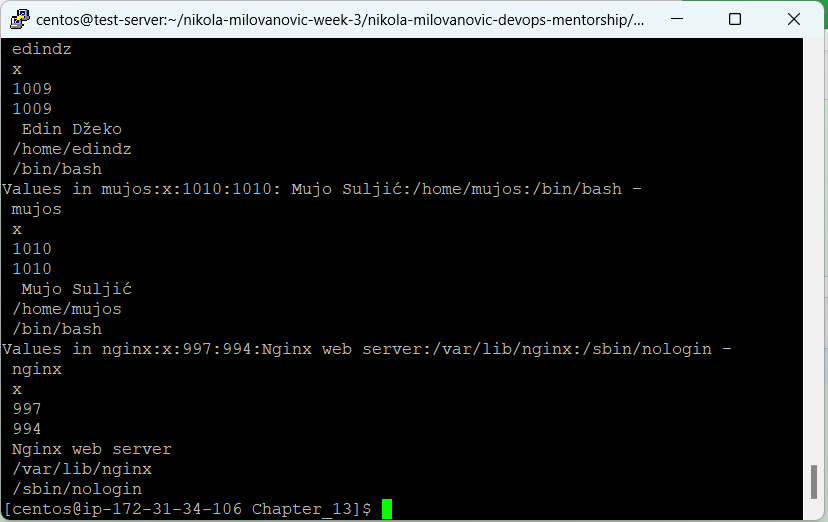 centos@test-server:~/nikola-milovanovic-week-3/nikola-milovanovic-devops-mentorship/...
edindz
x
1009
1009
Edin Džeko
/home/edindz
/bin/bash
Values in mujos:x:1010:1010: Mujo Suljić:/home/mujos:/bin/bash –
mujos
x
1010
1010
Mujo Suljić
/home/mujos
/bin/bash
Values in nginx:x:997:994:Nginx web server:/var/lib/nginx:/sbin/nologin –
nginx
x
997
994
Nginx web server
/var/lib/nginx
/sbin/nologin
[centos@ip-172-31-34-106 Chapter_13]$